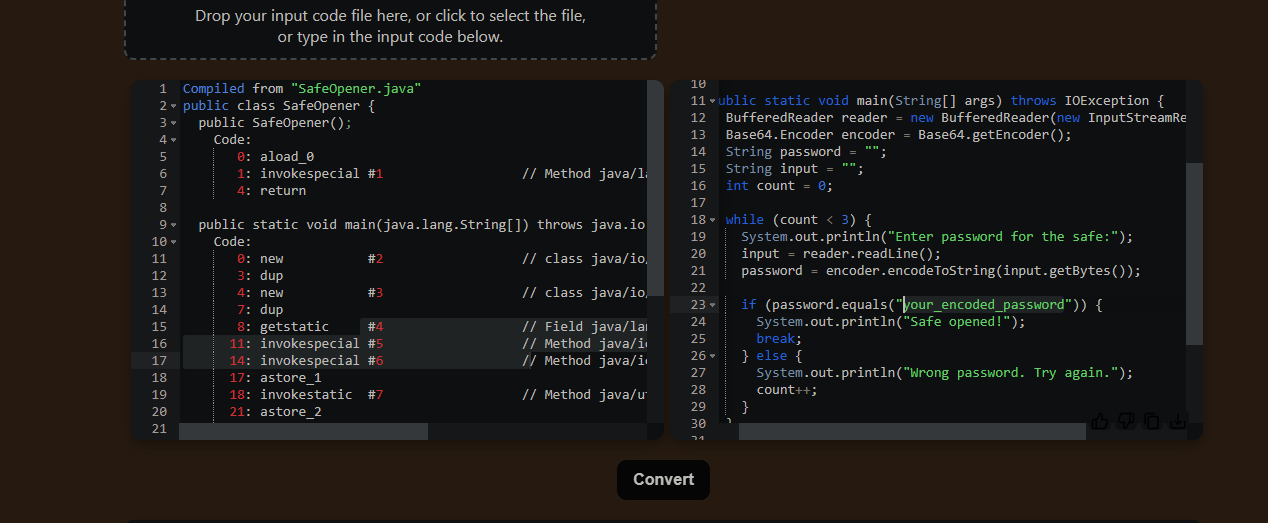 Drop your input code file here, or click to select the file,
or type in the input code below.
1 Compiled from "SafeOpener.java"
2 public class SafeOpener {
3 public SafeOpener();
4 Code:
5 0: aload_0
6 1: invokespecial #1 // Method java/la
7 4: return
8
9 public static void main(java.lang.String[]) throws java.io
10 Code:
11 0: new #2 // class java/io/
12 3: dup
13 4: new #3 // class java/io/
14 7: dup
15 8: getstatic #4 // Field java/lan
16 11: invokespecial #5 // Method java/io
17 14: invokespecial #6 // Method java/io
18 17: astore_1
19 18: invokestatic #7 // Method java/ut
20 21: astore_2
21
10
11 ublic static void main(String[] args) throws IOException {
12 BufferedReader reader = new BufferedReader(new InputStreamRe
13 Base64.Encoder encoder = Base64.getEncoder();
14 String password = "";
15 String input = "";
16 int count = 0;
17
18 while (count < 3) {
19 System.out.println("Enter password for the safe:");
20 input = reader.readLine();
21 password = encoder.encodeToString(input.getBytes());
22
23 if (password.equals("your_encoded_password")) {
24 System.out.println("Safe opened!");
25 break;
26 } else {
27 System.out.println("Wrong password. Try again.");
28 count++;
29 }
30 }
31
Convert